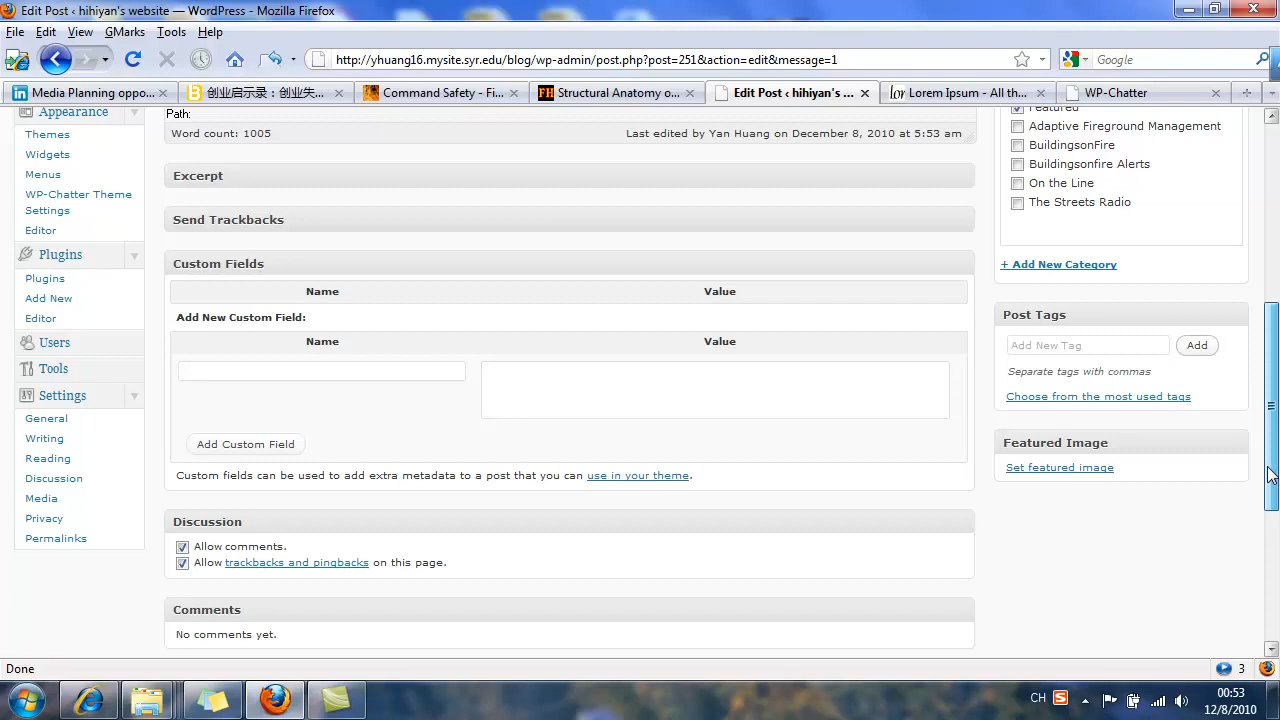 Edit Post ‹ hihiyan's website — WordPress - Mozilla Firefox
File Edit View GMarks Tools Help
http://yhuang16.mysite.syr.edu/blog/wp-admin/post.php?post=251&action=edit&message=1
Google
Media Planning oppo...
创业启示录：创业失...
Command Safety - Fi...
Structural Anatomy o...
Edit Post ‹ hihiyan's ...
Lorem Ipsum - All th...
WP-Chatter
Appearance
Themes
Widgets
Menus
WP-Chatter Theme
Settings
Editor
Plugins
Plugins
Add New
Editor
Users
Tools
Settings
General
Writing
Reading
Discussion
Media
Privacy
Permalinks
Path:
Word count: 1005
Last edited by Yan Huang on December 8, 2010 at 5:53 am
Excerpt
Send Trackbacks
Custom Fields
Name Value
Add New Custom Field:
Name Value
Add Custom Field
Custom fields can be used to add extra metadata to a post that you can use in your theme.
Discussion
Allow comments.
Allow trackbacks and pingbacks on this page.
Comments
No comments yet.
Featured
Adaptive Fireground Management
BuildingsonFire
Buildingsonfire Alerts
On the Line
The Streets Radio
+ Add New Category
Post Tags
Add New Tag
Add
Separate tags with commas
Choose from the most used tags
Featured Image
Set featured image
Done
3
CH
00:53
12/8/2010